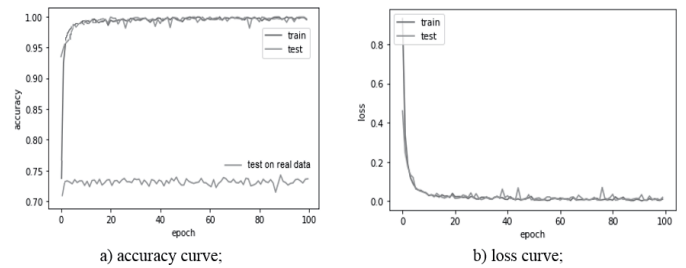 1.00
0.95
0.90
0.85
0.80
0.75
0.70
accuracy
train
test
test on real data
0 20 40 60 80 100
epoch
a) accuracy curve;
0.8
0.6
0.4
0.2
0.0
loss
train
test
0 20 40 60 80 100
epoch
b) loss curve;